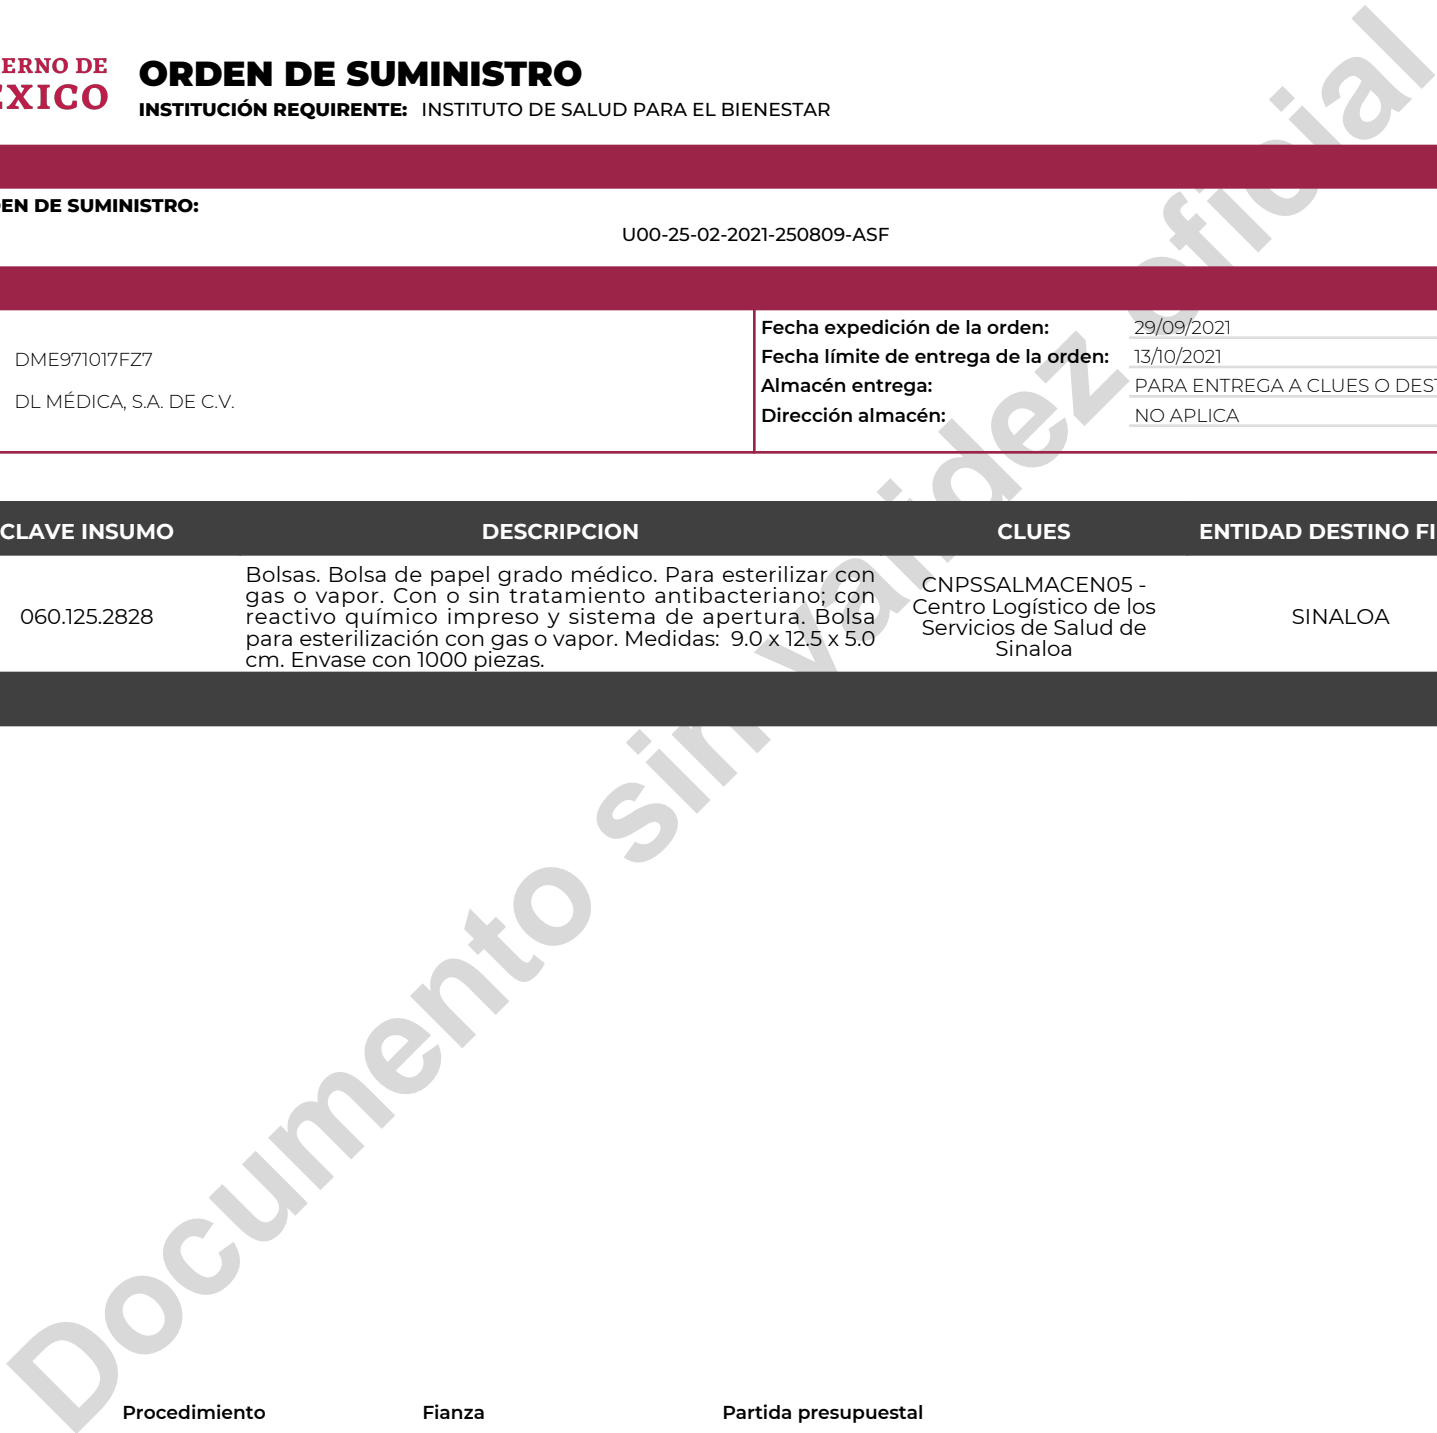 ERNO DE
EXICO
ORDEN DE SUMINISTRO
INSTITUCIÓN REQUIRENTE: INSTITUTO DE SALUD PARA EL BIENESTAR
EN DE SUMINISTRO:
U00-25-02-2021-250809-ASF
DME971017FZ7
DL MÉDICA, S.A. DE C.V.
Fecha expedición de la orden: 29/09/2021
Fecha límite de entrega de la orden: 13/10/2021
Almacén entrega: PARA ENTREGA A CLUES O DEST
Dirección almacén: NO APLICA
CLAVE INSUMO DESCRIPCION CLUES ENTIDAD DESTINO FI
060.125.2828
Bolsas. Bolsa de papel grado médico. Para esterilizar con
gas o vapor. Con o sin tratamiento antibacteriano; con
reactivo químico impreso y sistema de apertura. Bolsa
para esterilización con gas o vapor. Medidas: 9.0 x 12.5 x 5.0
cm. Envase con 1000 piezas.
CNPSSALMACEN05 -
Centro Logístico de los
Servicios de Salud de
Sinaloa
SINALOA
Documento sin validez oficial
Procedimiento Fianza Partida presupuestal